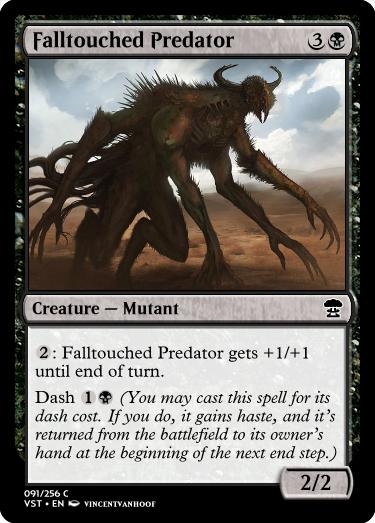 Falltouched Predator 3
Creature — Mutant
2: Falltouched Predator gets +1/+1
until end of turn.
Dash 1 (You may cast this spell for its
dash cost. If you do, it gains haste, and it's
returned from the battlefield to its owner's
hand at the beginning of the next end step.)
2/2
091/256 C
VST • EN VINCENTVANHOOF